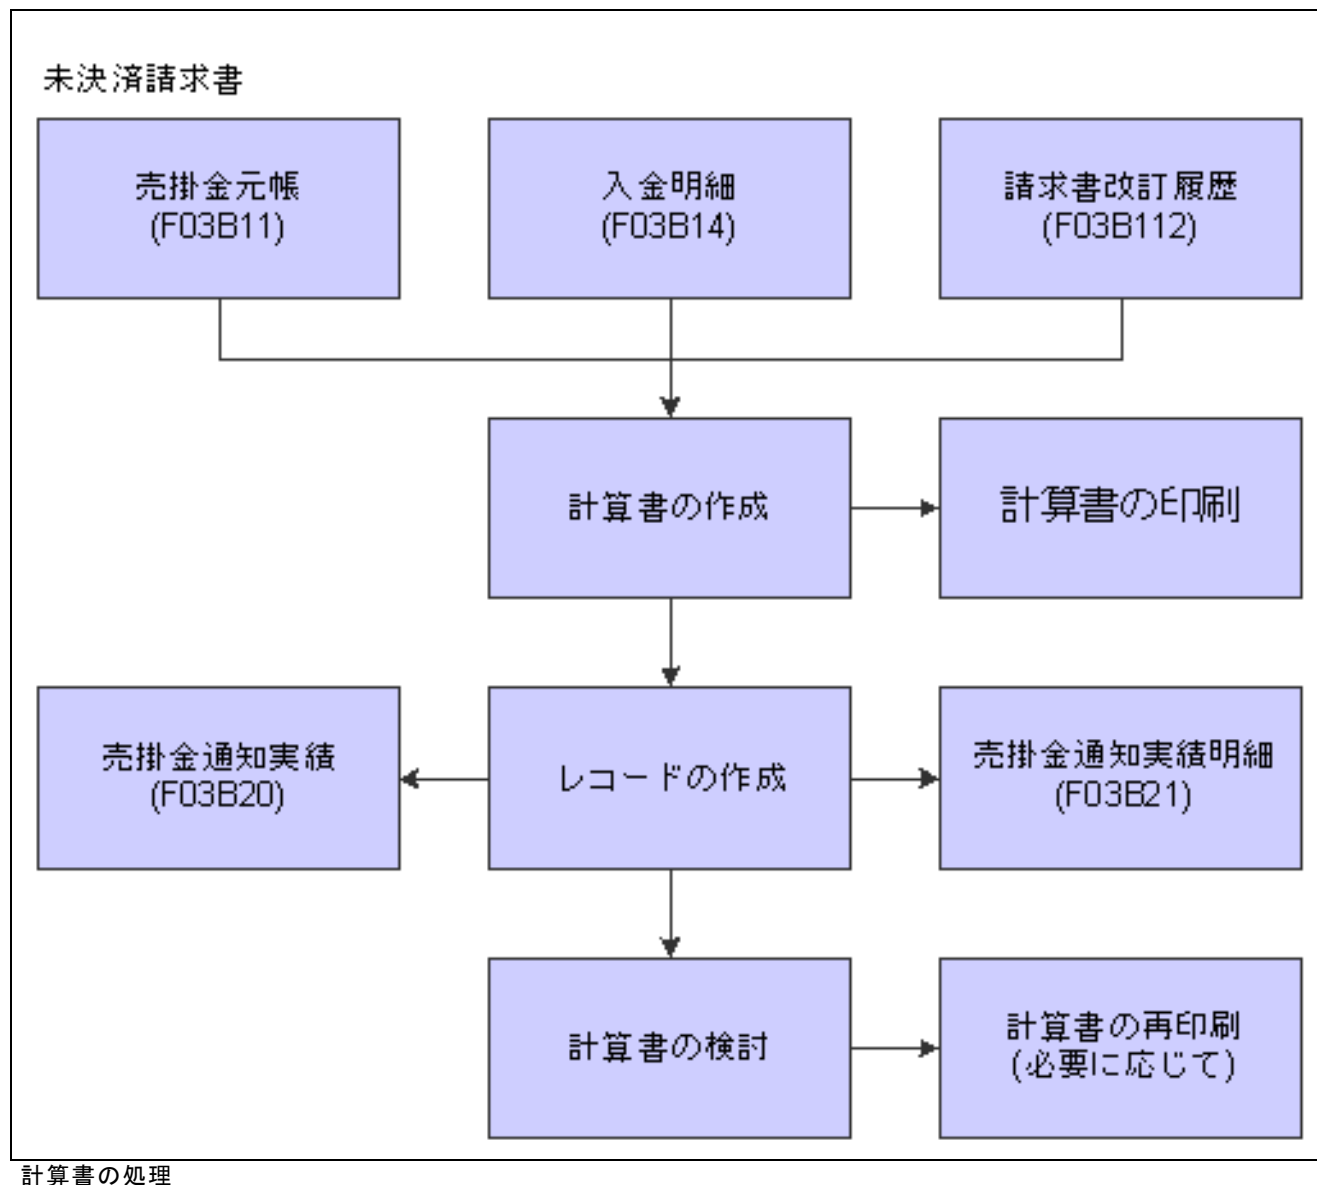 未決済請求書
売掛金元帳
(F03B11)
入金明細
(F03B14)
請求書改訂履歴
(F03B112)
計算書の作成
計算書の印刷
売掛金通知実績
(F03B20)
レコードの作成
売掛金通知実績明細
(F03B21)
計算書の検討
計算書の再印刷
(必要に応じて)
計算書の処理